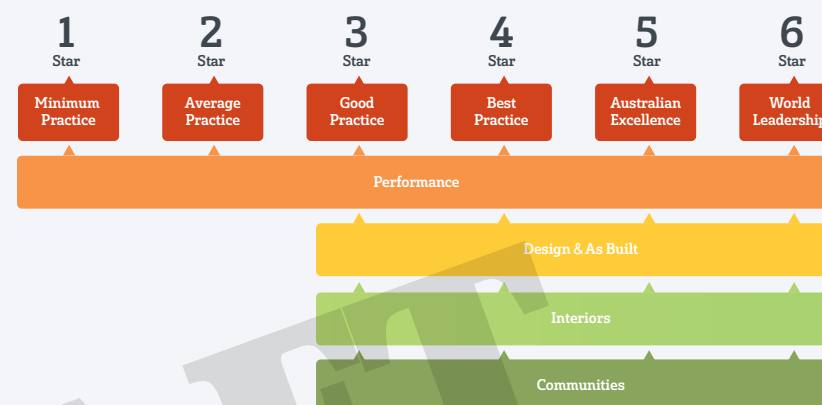 1 2 3 4 5 6
Star Star Star Star Star Star
Minimum Average Good Best Australian World
Practice Practice Practice Practice Excellence Leadership
Performance
Design & As Built
Interiors
Communities